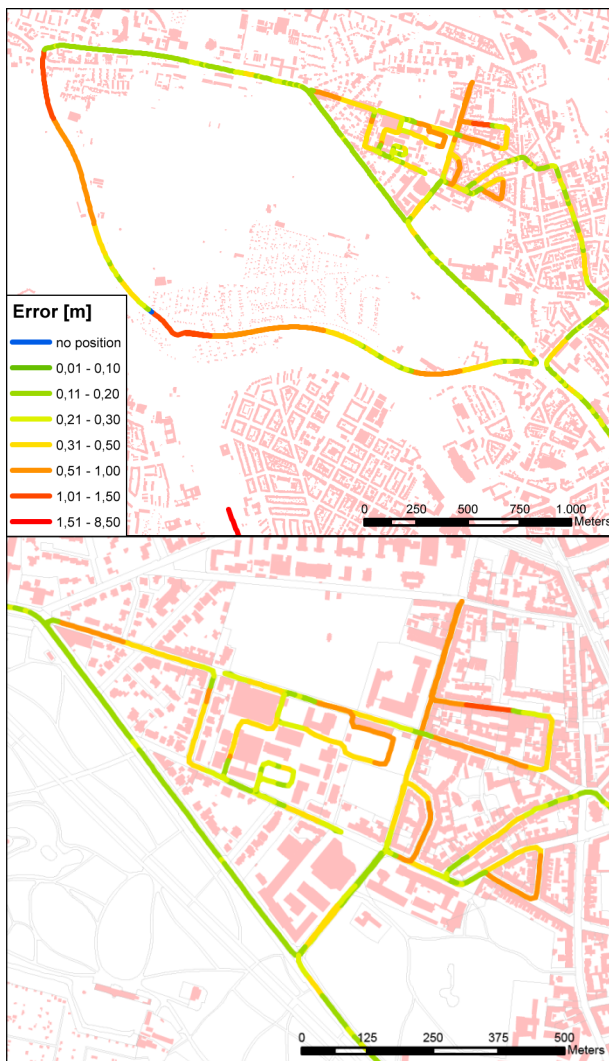 Error [m]
no position
0,01 - 0,10
0,11 - 0,20
0,21 - 0,30
0,31 - 0,50
0,51 - 1,00
1,01 - 1,50
1,51 - 8,50
0 250 500 750 1.000
Meters
0 125 250 375 500
Meters